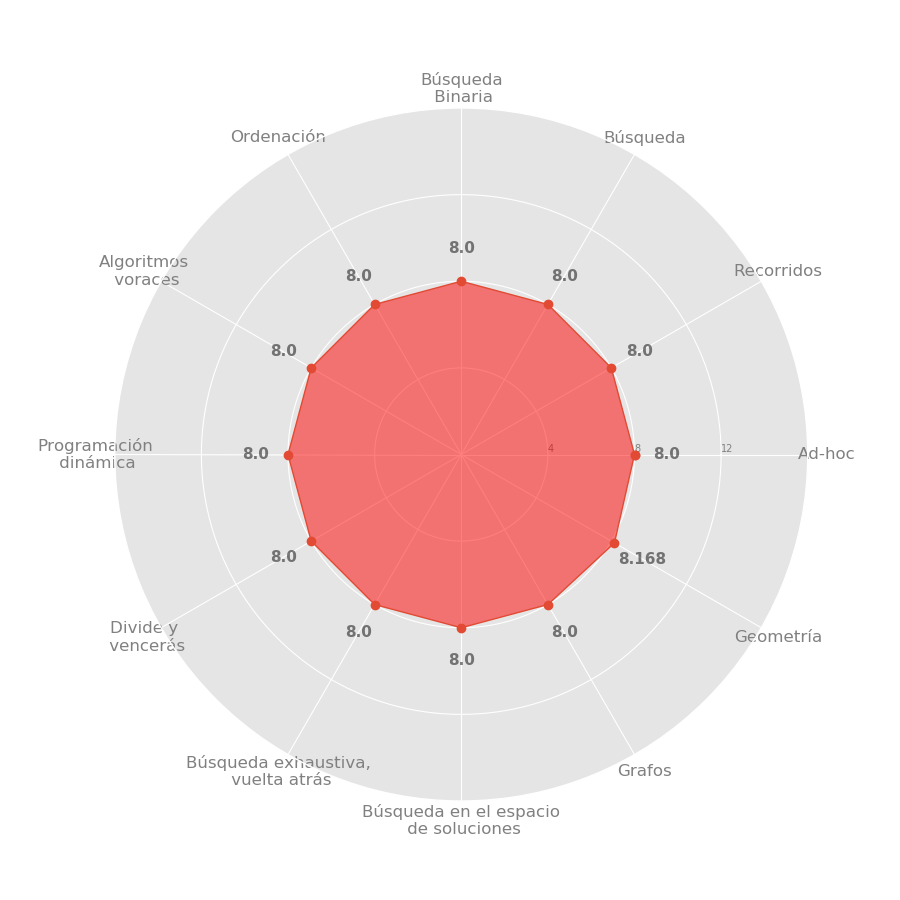 Búsqueda
Binaria
Ordenación
Búsqueda
8.0
Algoritmos
voraces
8.0
8.0
Recorridos
8.0
8.0
Programación
dinámica
8.0
4
8
8.0
12
Ad-hoc
8.0
8.168
Divide y
vencerás
8.0
8.0
Geometría
8.0
Búsqueda exhaustiva,
vuelta atrás
Grafos
Búsqueda en el espacio
de soluciones